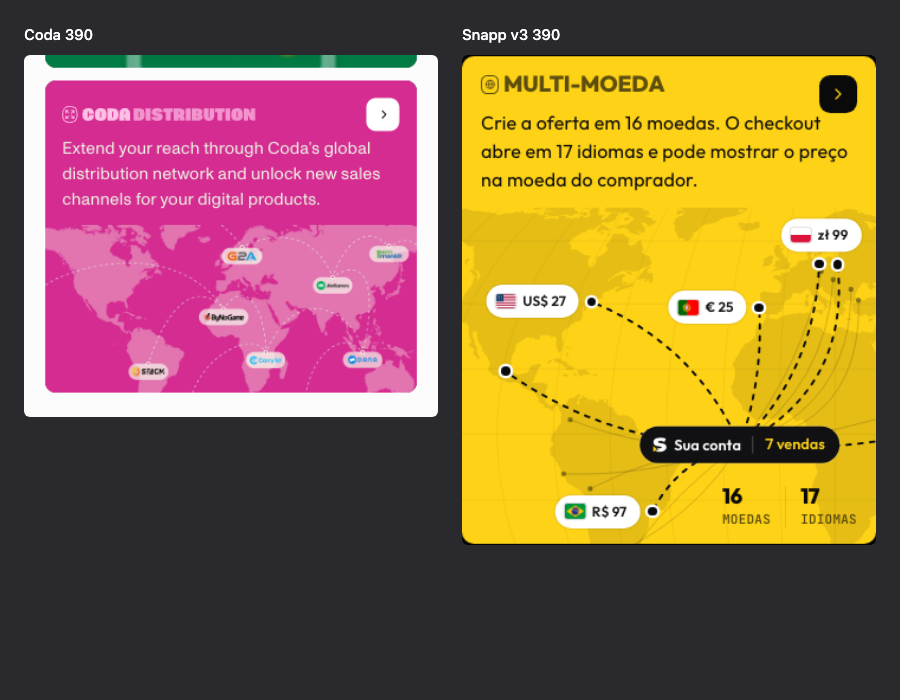 Coda 390
CODA DISTRIBUTION
Extend your reach through Coda's global
distribution network and unlock new sales
channels for your digital products.
G2A
ByNoGame
Carry1st
DANA
STACK
Snapp v3 390
MULTI-MOEDA
Crie a oferta em 16 moedas. O checkout
abre em 17 idiomas e pode mostrar o preço
na moeda do comprador.
zł 99
US$ 27
€ 25
S Sua conta
7 vendas
R$ 97
16
MOEDAS
17
IDIOMAS